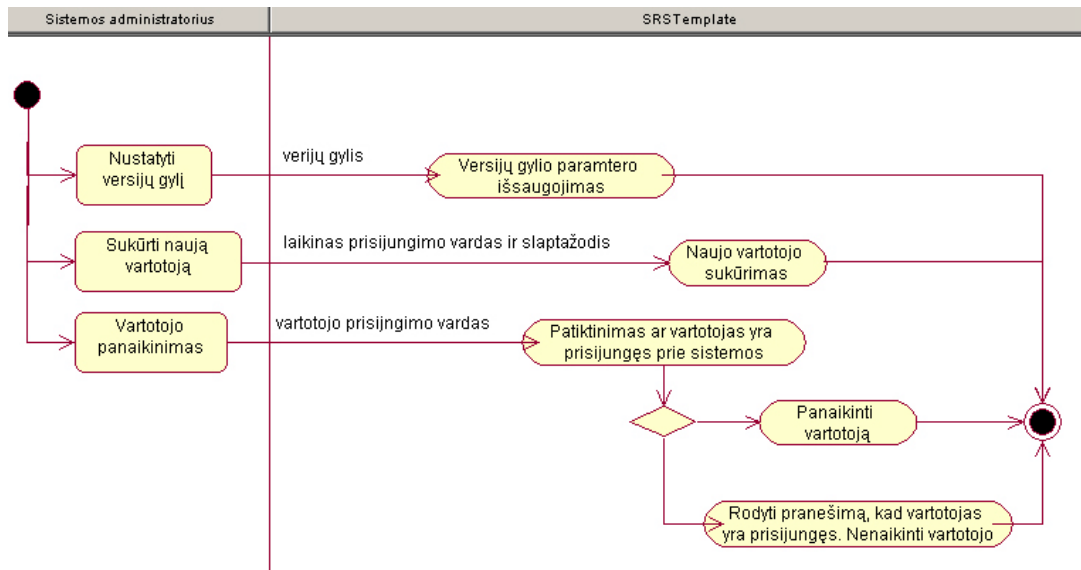 Sistemos administratorius
SRSTemplate
Nustatyti
versijų gylį
verijų gylis
Versijų gylio paramtero
išsaugojimas
Sukūrti naują
vartotoją
laikinas prisijungimo vardas ir slaptažodis
Naujo vartotojo
sukūrimas
Vartotojo
panaikinimas
vartotojo prisijngimo vardas
Patiktinimas ar vartotojas yra
prisijungęs prie sistemos
Panaikinti
vartotoją
Rodyti pranešimą, kad vartotojas
yra prisijungęs. Nenaikinti vartotojo